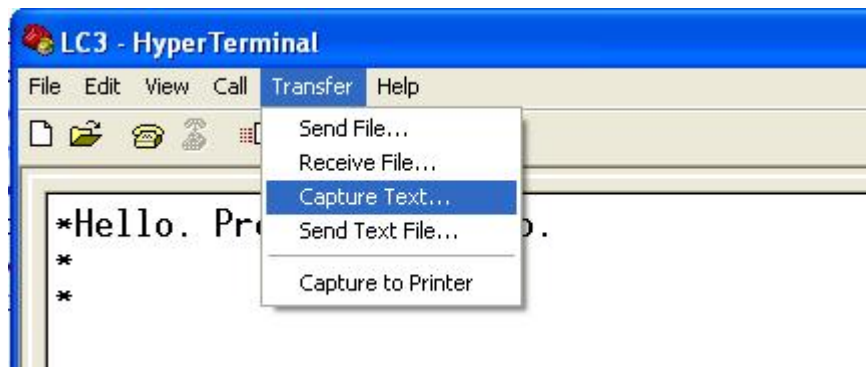 LC3 - HyperTerminal
File Edit View Call Transfer Help
Send File...
Receive File...
Capture Text...
Send Text File...
Capture to Printer
*Hello.
*
*